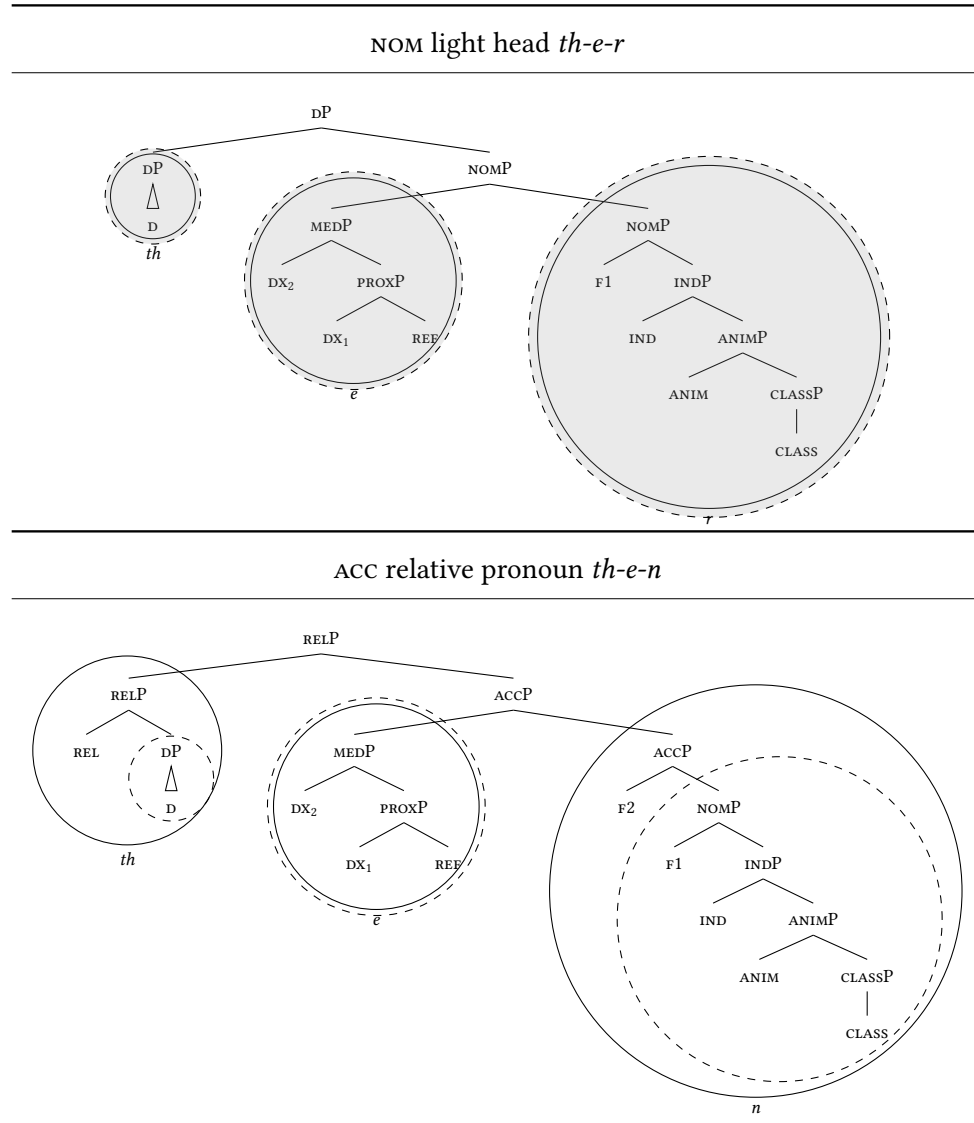 NOM light head th-e-r
DP
DP NOMP
D MEDP NOMP
th DX₂ PROXP F1 INDP
DX₁ REF IND ANIMP
e ANIM CLASSP
CLASS
r
ACC relative pronoun th-e-n
RELP
RELP ACCP
REL DP MEDP ACCP
D DX₂ PROXP F2 NOMP
th DX₁ REF F1 INDP
e IND ANIMP
ANIM CLASSP
CLASS
n